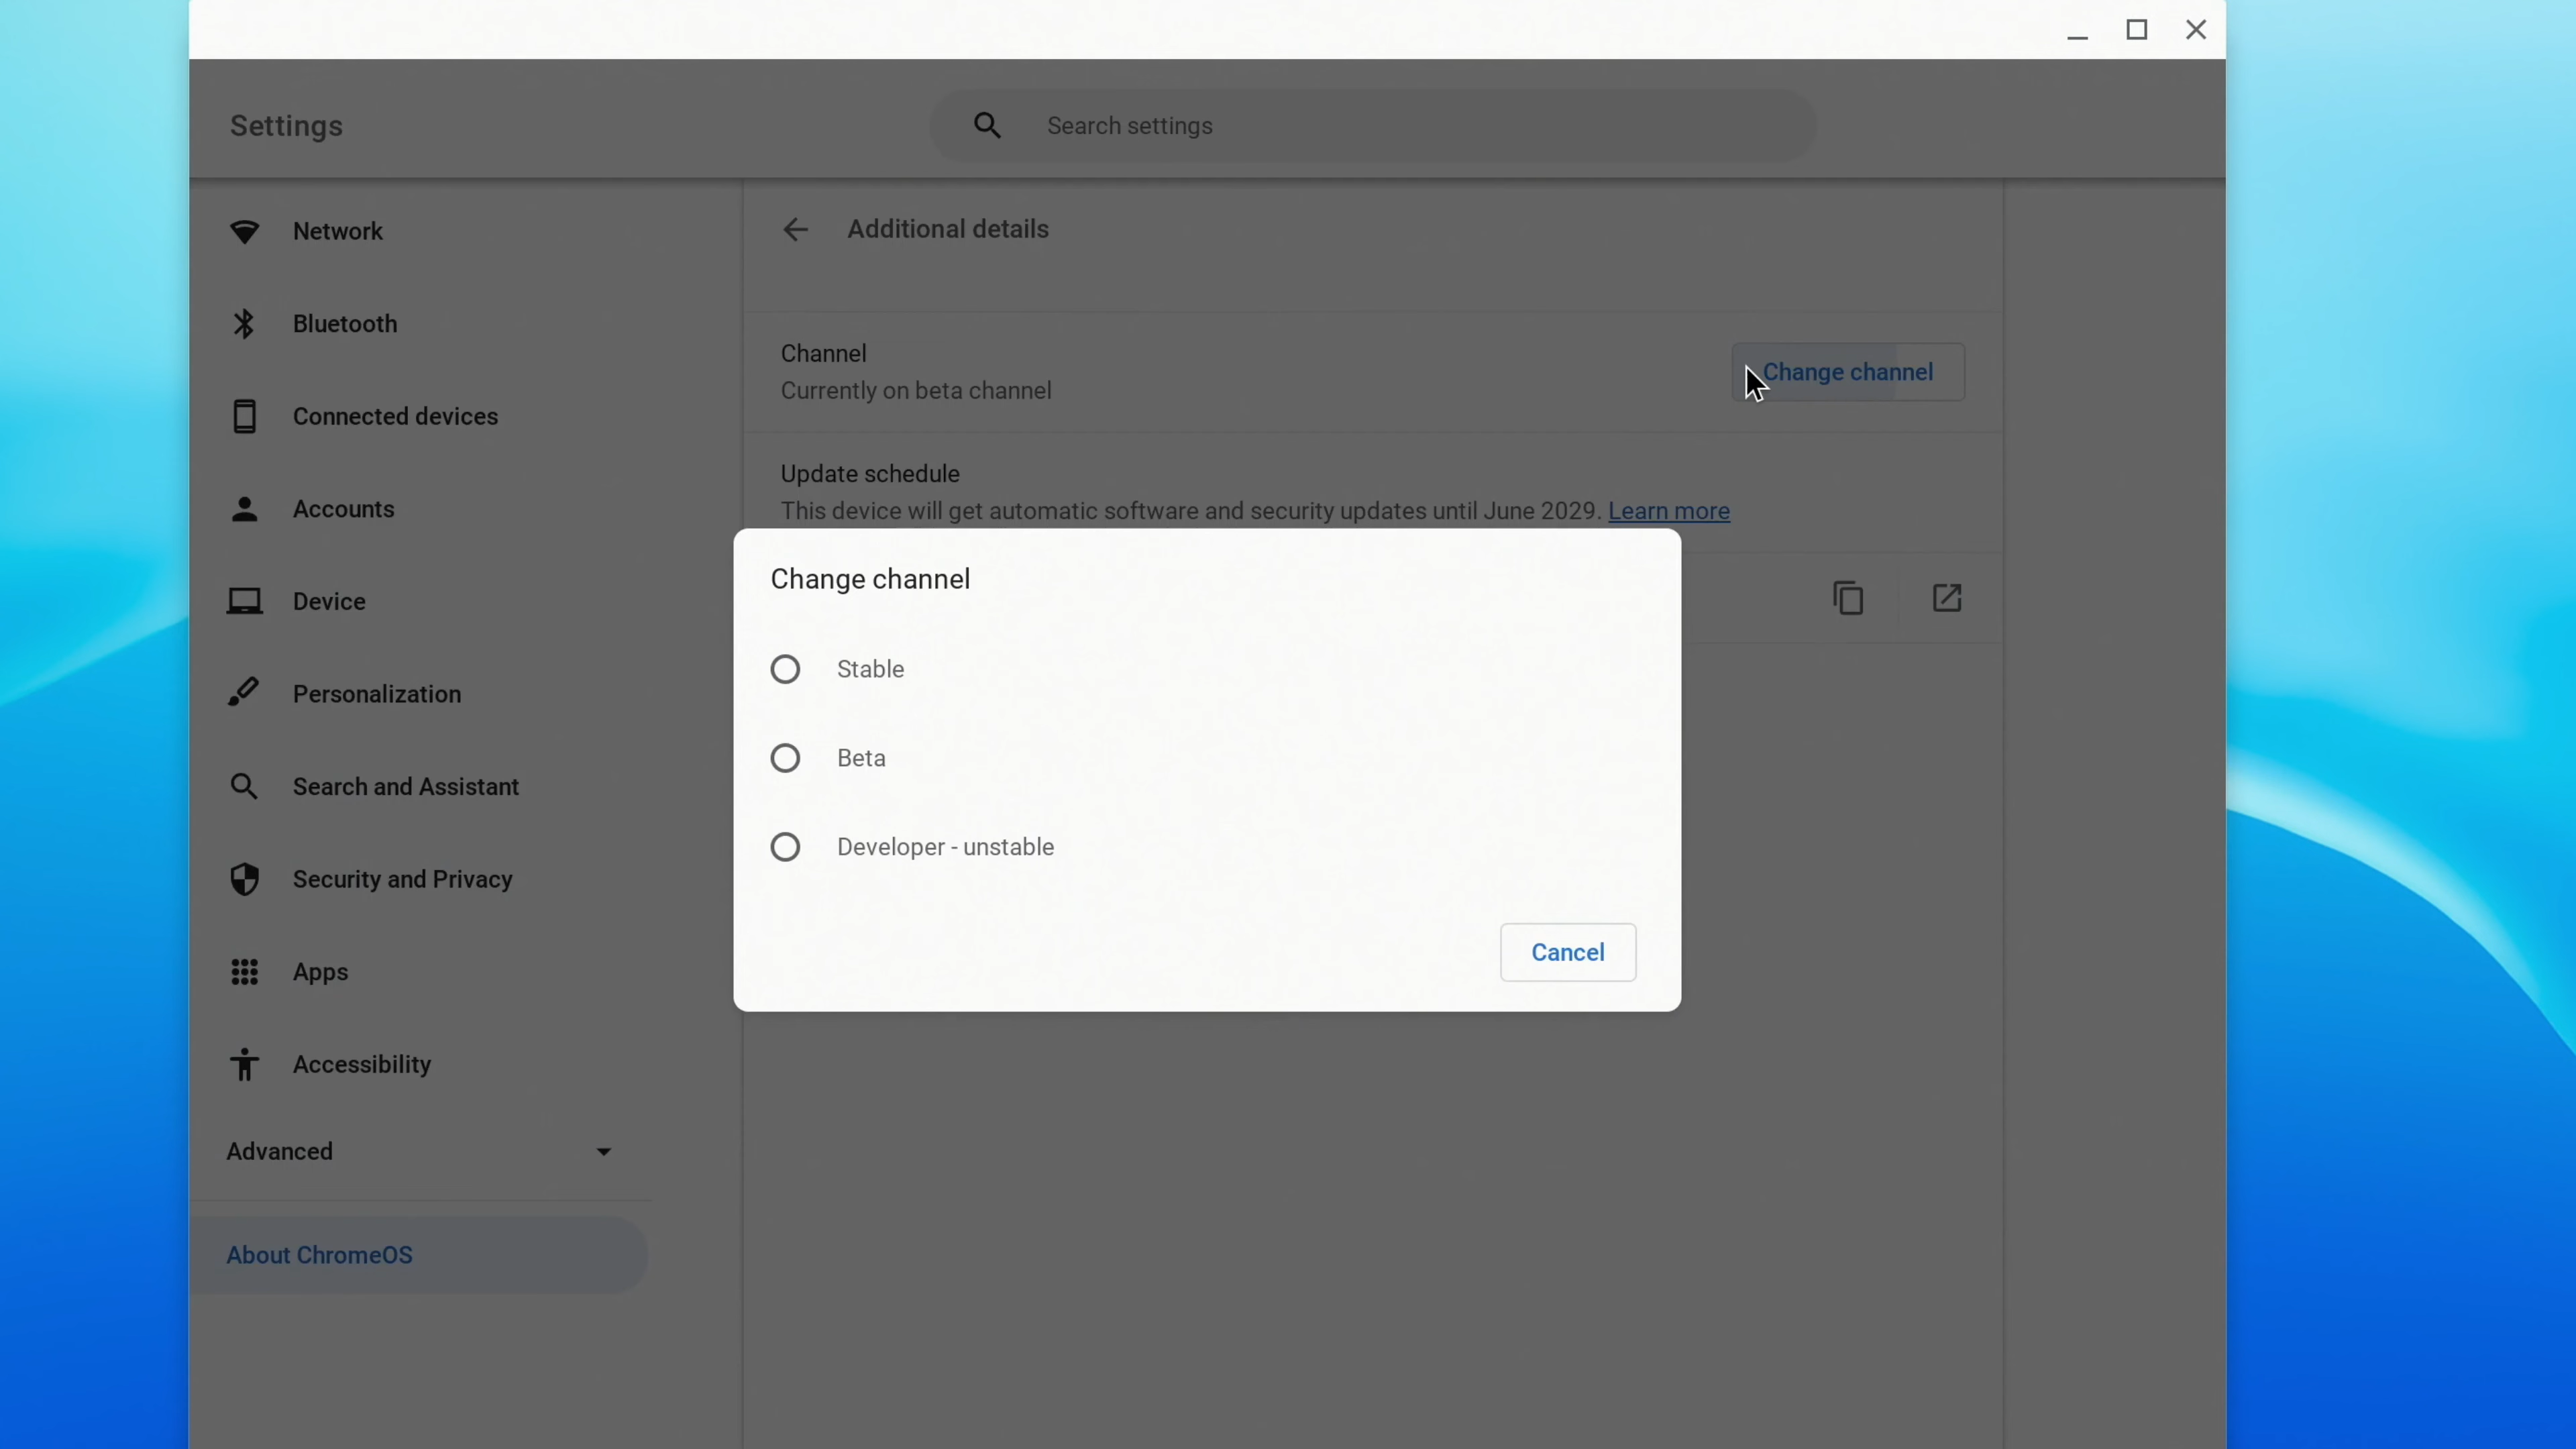 Settings
Search settings
Network
Bluetooth
Connected devices
Accounts
Device
Personalization
Search and Assistant
Security and Privacy
Apps
Accessibility
Advanced
About ChromeOS
Additional details
Channel
Currently on beta channel
Change channel
Update schedule
This device will get automatic software and security updates until June 2029. Learn more
Change channel
Stable
Beta
Developer - unstable
Cancel